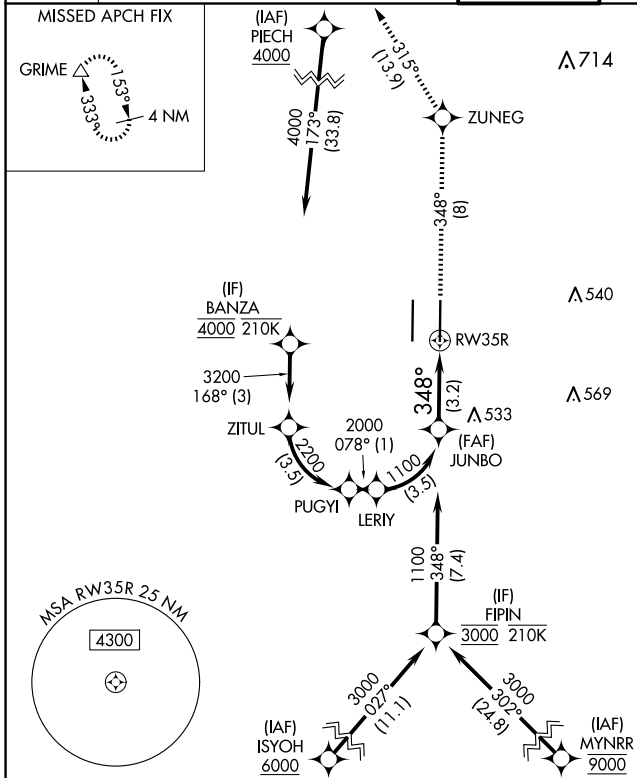 MISSED APCH FIX
GRIME
153°
333°
4 NM
(IAF)
PIECH
4000
4000
173°
(33.8)
315°
(13.9)
714
ZUNEG
348°
(8)
540
(IF)
BANZA
4000 210K
RW35R
3200
168° (3)
348°
(3.2)
569
533
ZITUL
2000
078° (1)
(FAF)
JUNBO
2200
(3.5)
1100
(3.5)
PUGYI
LERIY
1100
348°
(7.4)
MSA RW35R 25 NM
4300
(IF)
FIPIN
3000 210K
3000
027°
(11.1)
3000
302°
(24.8)
(IAF)
ISYOH
6000
(IAF)
MYNRR
9000